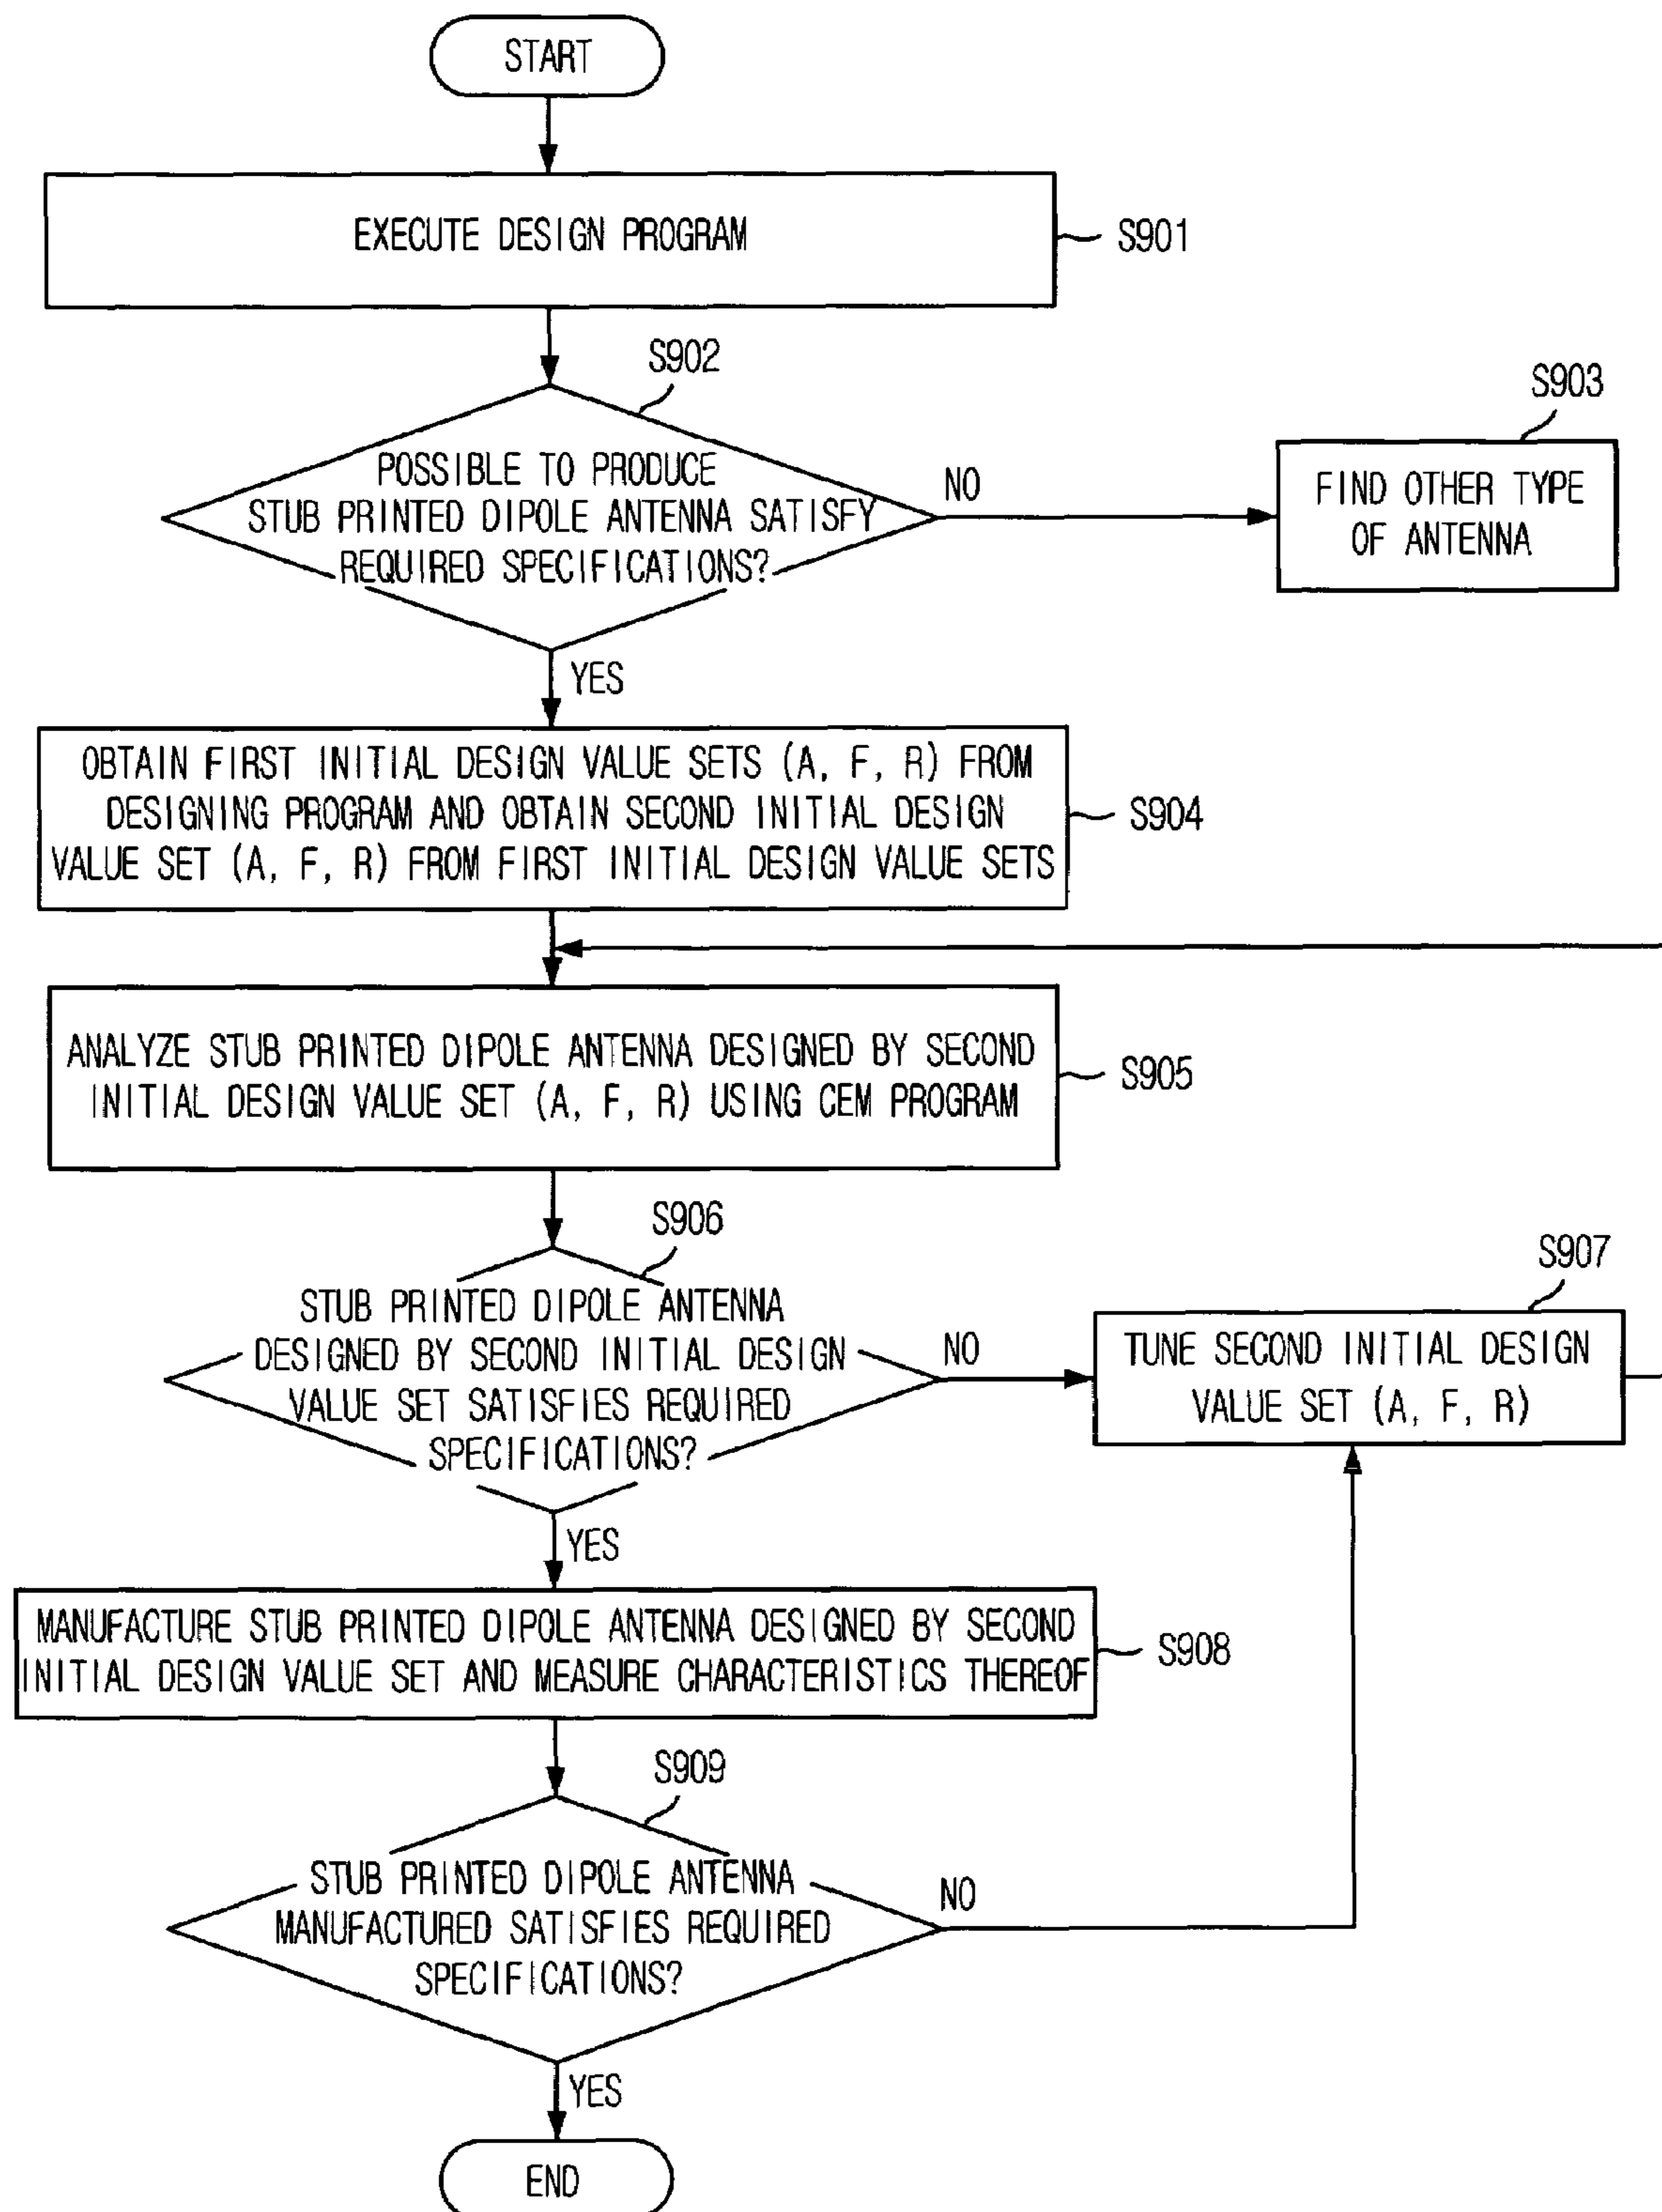 START
EXECUTE DESIGN PROGRAM
S901
S902
POSSIBLE TO PRODUCE
STUB PRINTED DIPOLE ANTENNA SATISFY
REQUIRED SPECIFICATIONS?
NO
S903
FIND OTHER TYPE
OF ANTENNA
YES
OBTAIN FIRST INITIAL DESIGN VALUE SETS (A, F, R) FROM
DESIGNING PROGRAM AND OBTAIN SECOND INITIAL DESIGN
VALUE SET (A, F, R) FROM FIRST INITIAL DESIGN VALUE SETS
S904
ANALYZE STUB PRINTED DIPOLE ANTENNA DESIGNED BY SECOND
INITIAL DESIGN VALUE SET (A, F, R) USING CEM PROGRAM
S905
S906
STUB PRINTED DIPOLE ANTENNA
DESIGNED BY SECOND INITIAL DESIGN
VALUE SET SATISFIES REQUIRED
SPECIFICATIONS?
NO
S907
TUNE SECOND INITIAL DESIGN
VALUE SET (A, F, R)
YES
MANUFACTURE STUB PRINTED DIPOLE ANTENNA DESIGNED BY SECOND
INITIAL DESIGN VALUE SET AND MEASURE CHARACTERISTICS THEREOF
S908
S909
STUB PRINTED DIPOLE ANTENNA
MANUFACTURED SATISFIES REQUIRED
SPECIFICATIONS?
NO
YES
END